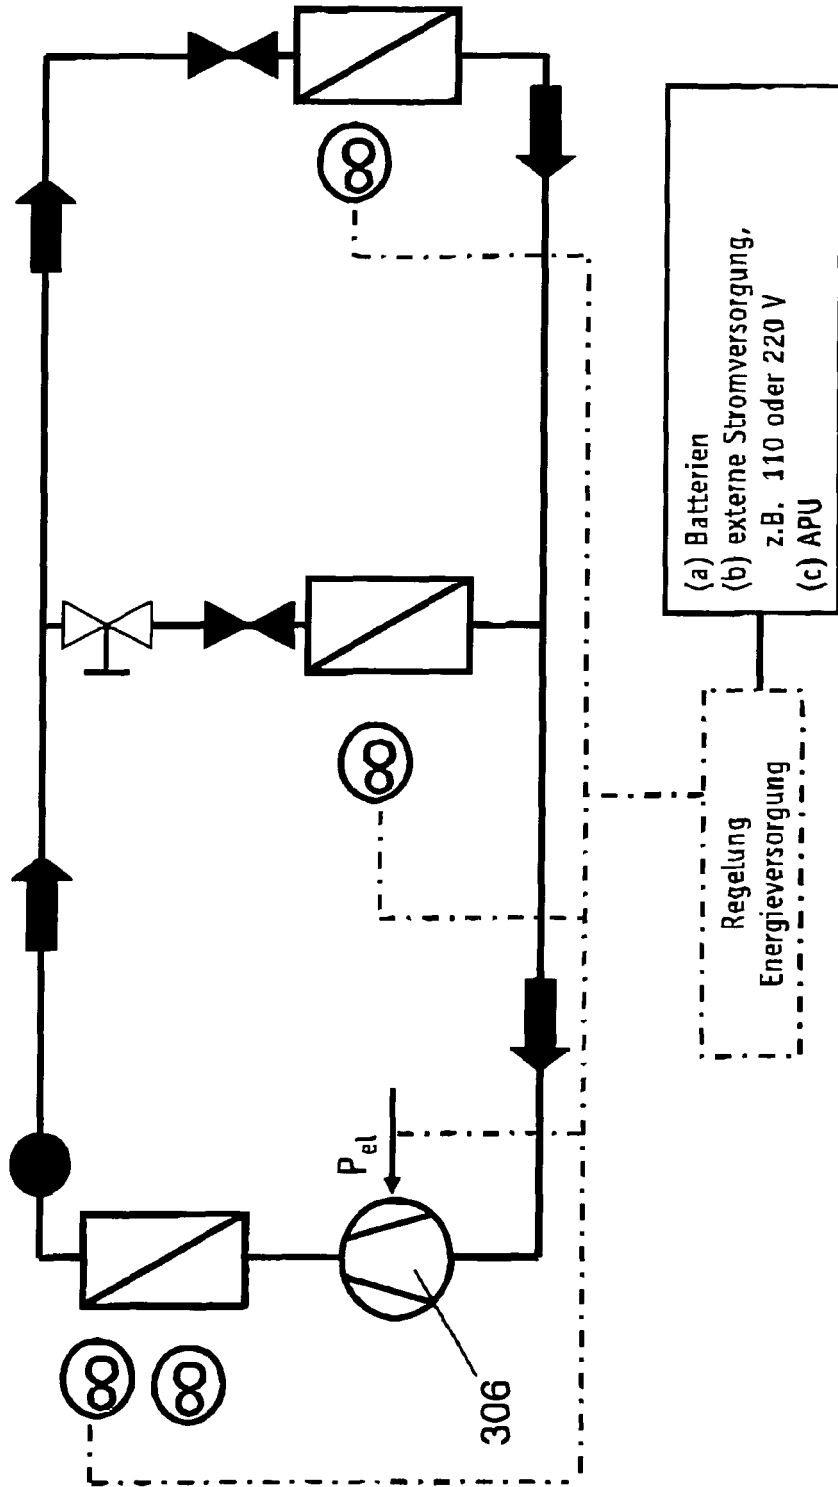 306
P_el
Regelung
Energieversorgung
(a) Batterien
(b) externe Stromversorgung,
z.B. 110 oder 220 V
(c) APU